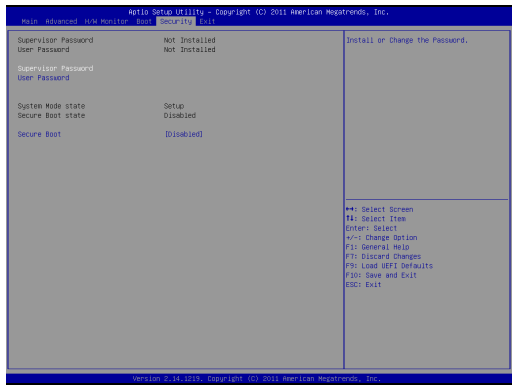 Aptio Setup Utility - Copyright (C) 2011 American Megatrends, Inc.
Main Advanced H/W Monitor Boot Security Exit
Supervisor Password Not Installed
User Password Not Installed
Supervisor Password
User Password
System Mode state Setup
Secure Boot state Disabled
Secure Boot [Disabled]
Install or Change the Password.
→←: Select Screen
↑↓: Select Item
Enter: Select
+/-: Change Option
F1: General Help
F7: Discard Changes
F9: Load UEFI Defaults
F10: Save and Exit
ESC: Exit
Version 2.14.1219. Copyright (C) 2011 American Megatrends, Inc.